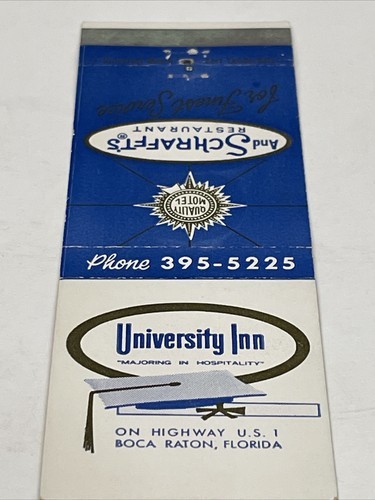 for Finest Service
And SCHRAFFT'S®
RESTAURANT
QUALITY
MOTEL
Phone 395-5225
University Inn
"MAJORING IN HOSPITALITY"
ON HIGHWAY U.S. 1
BOCA RATON, FLORIDA